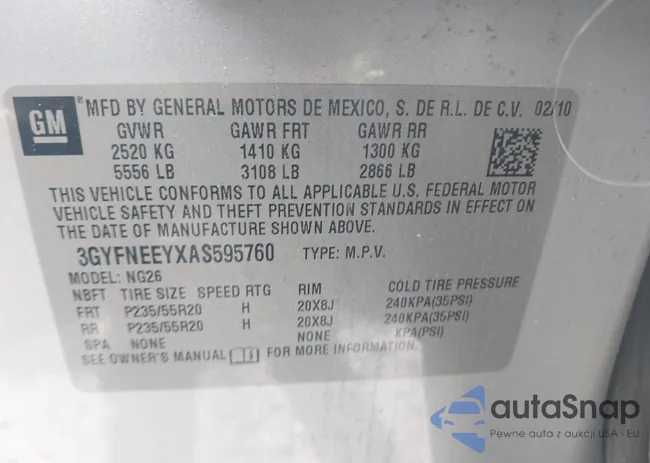 GM
® MFD BY GENERAL MOTORS DE MEXICO, S. DE R.L. DE C.V. 02/10
GVWR GAWR FRT GAWR RR
2520 KG 1410 KG 1300 KG
5556 LB 3108 LB 2866 LB
THIS VEHICLE CONFORMS TO ALL APPLICABLE U.S. FEDERAL MOTOR
VEHICLE SAFETY AND THEFT PREVENTION STANDARDS IN EFFECT ON
THE DATE OF MANUFACTURE SHOWN ABOVE.
3GYFNEEYXAS595760 TYPE: M.P.V.
MODEL: NG26
NBFT TIRE SIZE SPEED RTG RIM COLD TIRE PRESSURE
FRT P235/55R20 H 20X8J 240KPA(35PSI)
RR P235/55R20 H 20X8J 240KPA(35PSI)
SPA NONE NONE KPA(PSI)
SEE OWNER'S MANUAL FOR MORE INFORMATION.
autaSnap
Pewne auta z aukcji USA i EU